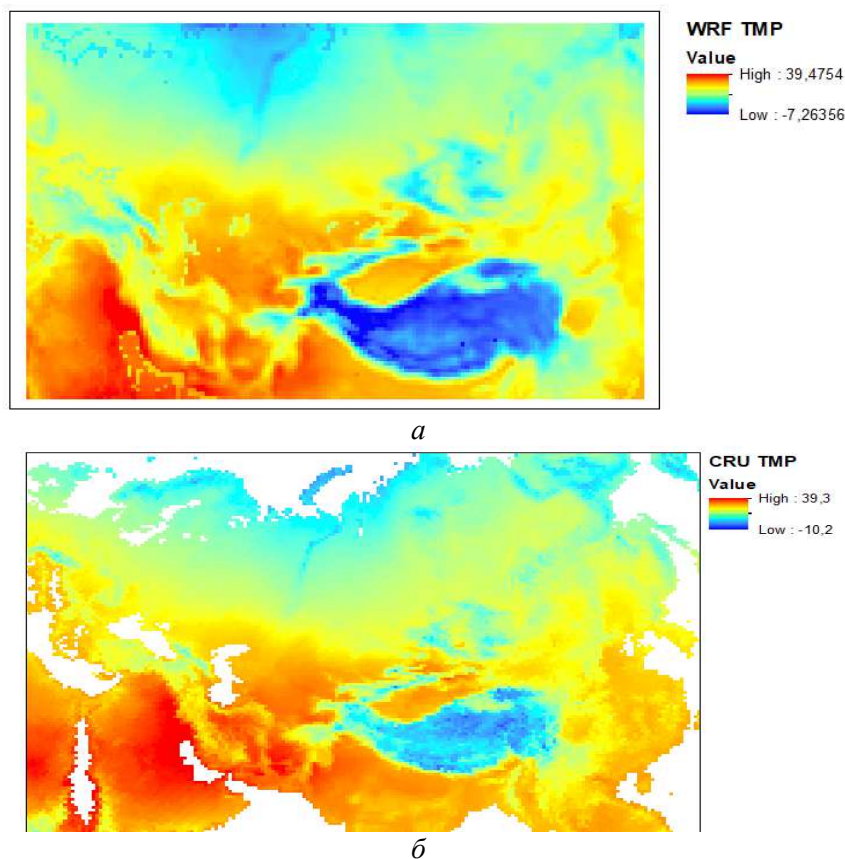 WRF TMP
Value
High : 39,4754
Low : -7,26356
а
CRU TMP
Value
High : 39,3
Low : -10,2
б